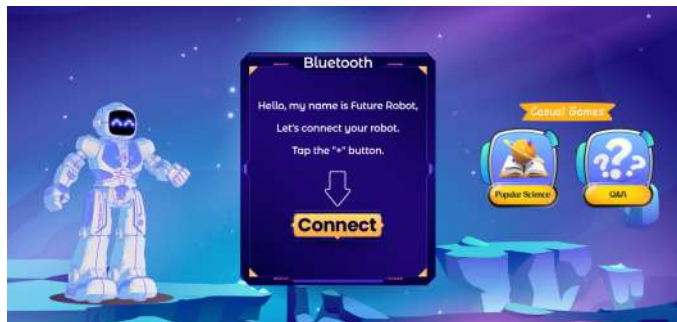 Bluetooth
Hello, my name is Future Robot,
Let's connect your robot.
Tap the "+" button.
Connect
Casual Games
Popular Science
Q&A
???